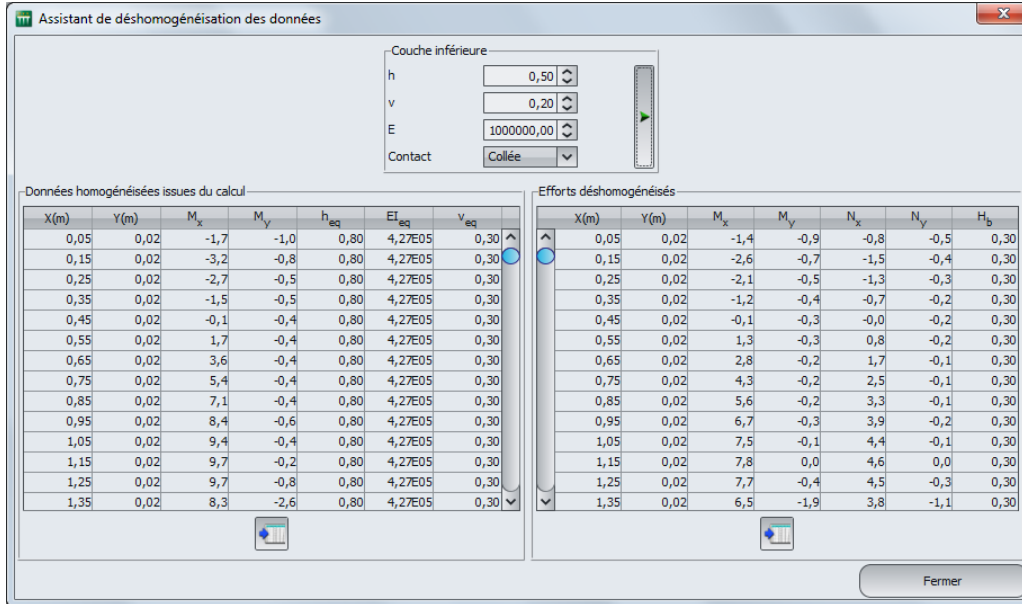 Assistant de déshomogénéisation des données
Couche inférieure
h 0,50
v 0,20
E 1000000,00
Contact Collée
Données homogénéisées issues du calcul
X(m) Y(m) Mx My heq EIeq veq
0,05 0,02 -1,7 -1,0 0,80 4,27E05 0,30
0,15 0,02 -3,2 -0,8 0,80 4,27E05 0,30
0,25 0,02 -2,7 -0,5 0,80 4,27E05 0,30
0,35 0,02 -1,5 -0,5 0,80 4,27E05 0,30
0,45 0,02 -0,1 -0,4 0,80 4,27E05 0,30
0,55 0,02 1,7 -0,4 0,80 4,27E05 0,30
0,65 0,02 3,6 -0,4 0,80 4,27E05 0,30
0,75 0,02 5,4 -0,4 0,80 4,27E05 0,30
0,85 0,02 7,1 -0,4 0,80 4,27E05 0,30
0,95 0,02 8,4 -0,6 0,80 4,27E05 0,30
1,05 0,02 9,4 -0,4 0,80 4,27E05 0,30
1,15 0,02 9,7 -0,2 0,80 4,27E05 0,30
1,25 0,02 9,7 -0,8 0,80 4,27E05 0,30
1,35 0,02 8,3 -2,6 0,80 4,27E05 0,30
Efforts déshomogénéisés
X(m) Y(m) Mx My Nx Ny Hb
0,05 0,02 -1,4 -0,9 -0,8 -0,5 0,30
0,15 0,02 -2,6 -0,7 -1,5 -0,4 0,30
0,25 0,02 -2,1 -0,5 -1,3 -0,3 0,30
0,35 0,02 -1,2 -0,4 -0,7 -0,2 0,30
0,45 0,02 -0,1 -0,3 -0,0 -0,2 0,30
0,55 0,02 1,3 -0,3 0,8 -0,2 0,30
0,65 0,02 2,8 -0,2 1,7 -0,1 0,30
0,75 0,02 4,3 -0,2 2,5 -0,1 0,30
0,85 0,02 5,6 -0,2 3,3 -0,1 0,30
0,95 0,02 6,7 -0,3 3,9 -0,2 0,30
1,05 0,02 7,5 -0,1 4,4 -0,1 0,30
1,15 0,02 7,8 0,0 4,6 0,0 0,30
1,25 0,02 7,7 -0,4 4,5 -0,3 0,30
1,35 0,02 6,5 -1,9 3,8 -1,1 0,30
Fermer